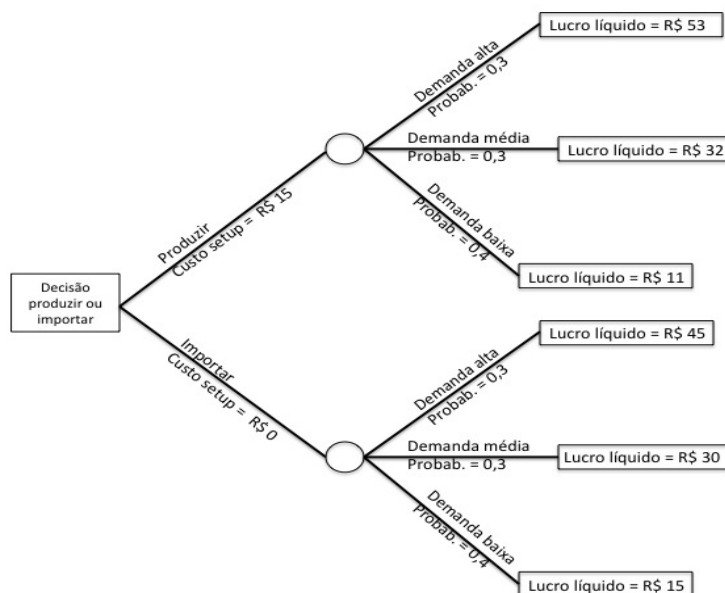 Lucro líquido = R$ 53
Demanda alta
Probab. = 0,3
Demanda média
Probab. = 0,3
Lucro líquido = R$ 32
Demanda baixa
Probab. = 0,4
Lucro líquido = R$ 11
Produzir
Custo setup = R$ 15
Decisão
produzir ou
importar
Importar
Custo setup = R$ 0
Lucro líquido = R$ 45
Demanda alta
Probab. = 0,3
Demanda média
Probab. = 0,3
Lucro líquido = R$ 30
Demanda baixa
Probab. = 0,4
Lucro líquido = R$ 15